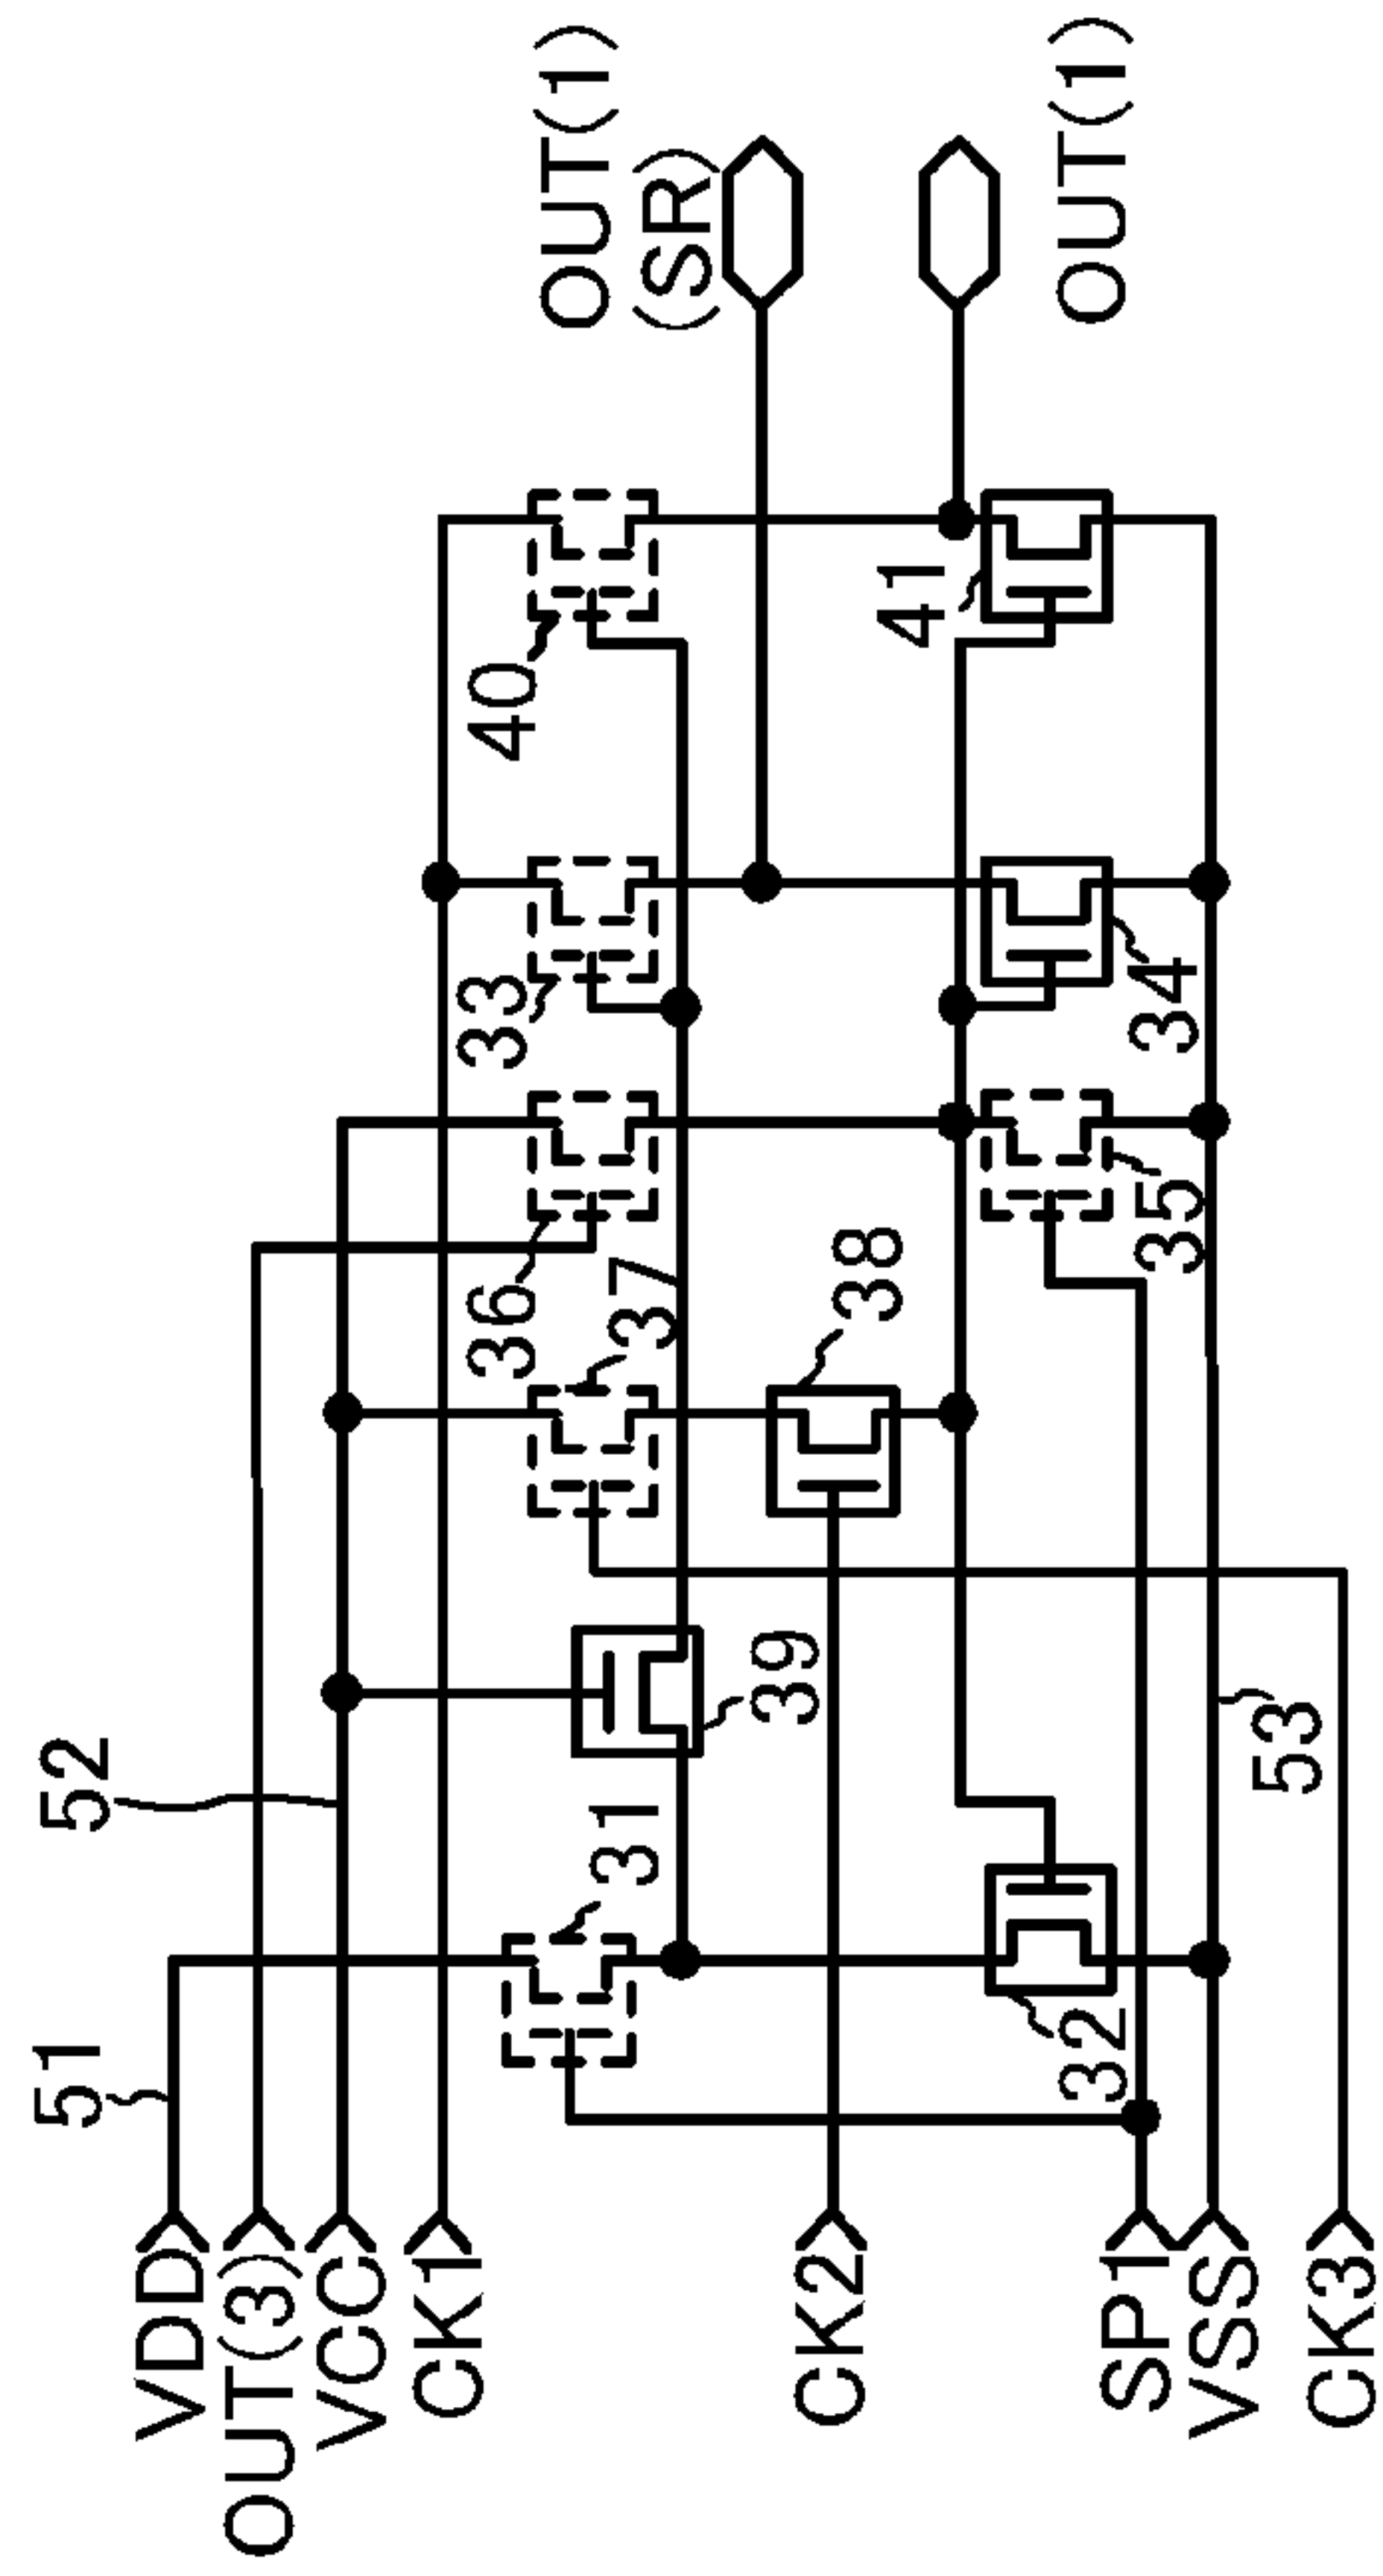 VDD
OUT(3)
VCC
CK1
CK2
SP1
VSS
CK3
51
52
31
32
39
53
37
38
36
35
33
34
40
41
OUT(1)
(SR)
OUT(1)